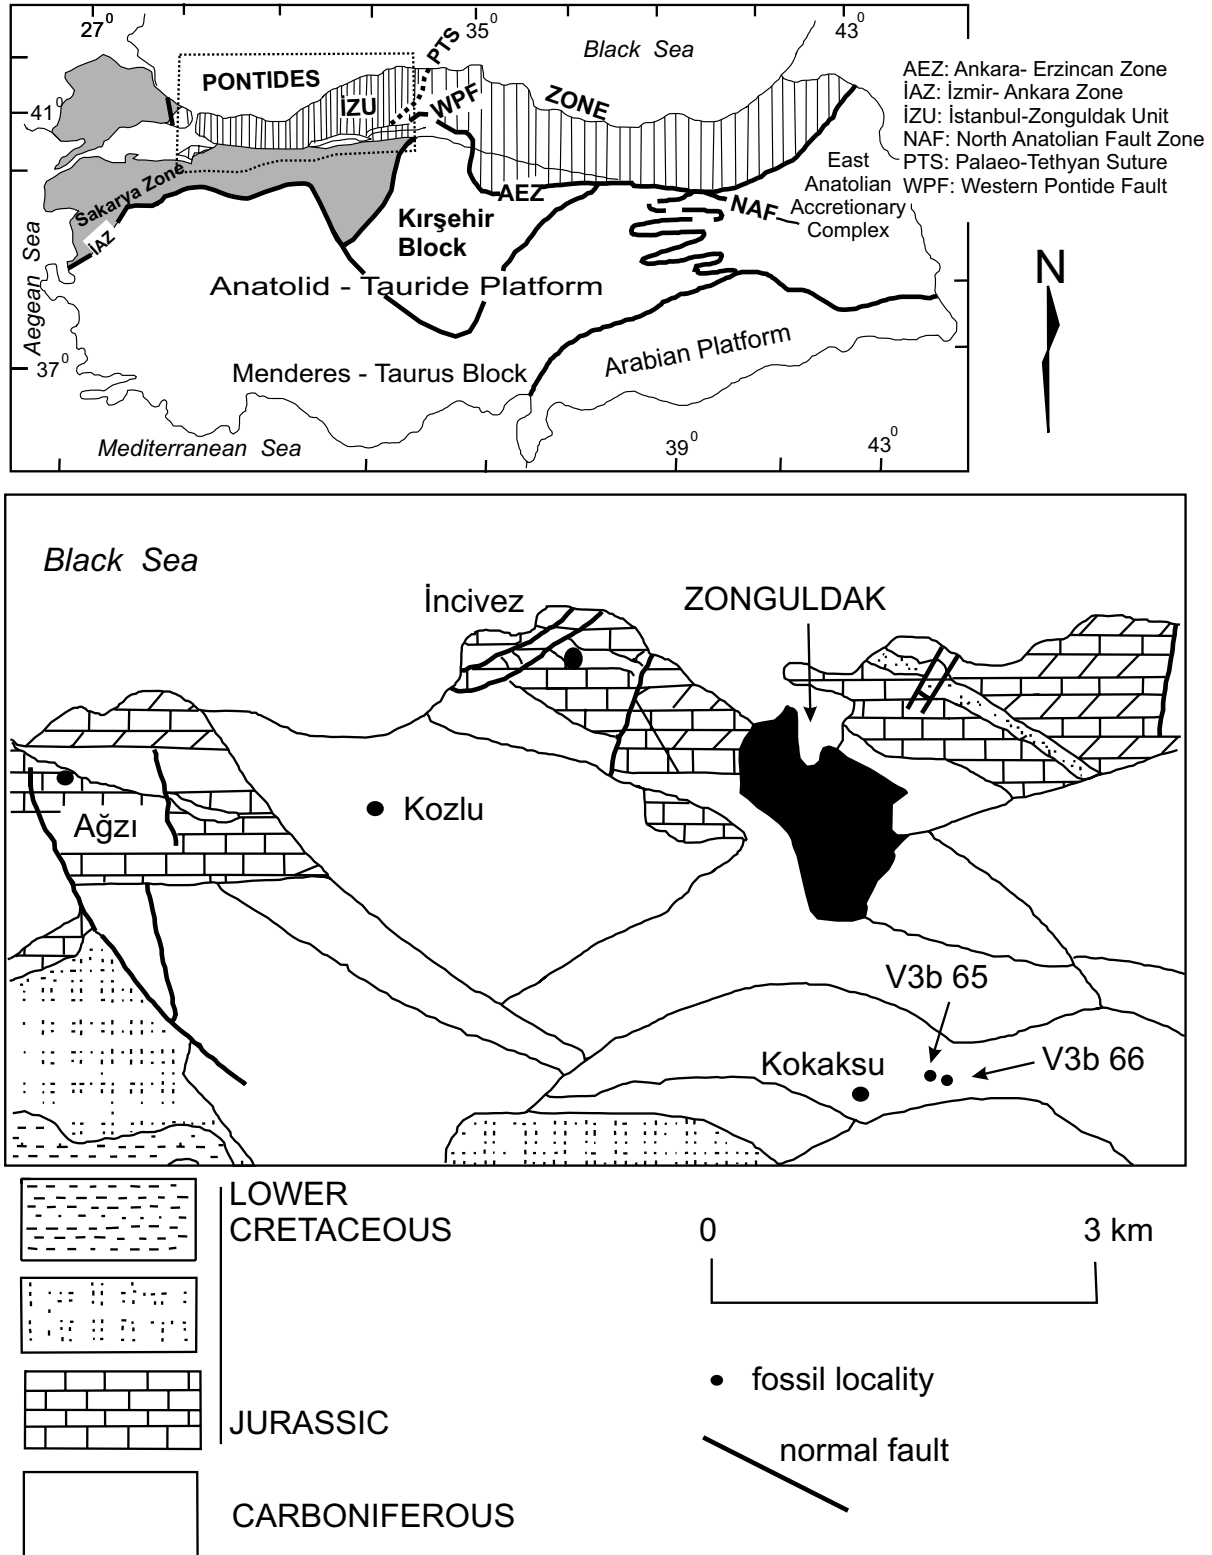 27⁰
35⁰
43⁰
Black Sea
PTS
PONTIDES
İZU
WPF
ZONE
41⁰
Sakarya Zone
İAZ
AEZ
NAF
East
Anatolian
Accretionary
Complex
Kırşehir
Block
Aegean Sea
Anatolid - Tauride Platform
Arabian Platform
37⁰
Menderes - Taurus Block
Mediterranean Sea
39⁰
43⁰
AEZ: Ankara- Erzincan Zone
İAZ: İzmir- Ankara Zone
İZU: İstanbul-Zonguldak Unit
NAF: North Anatolian Fault Zone
PTS: Palaeo-Tethyan Suture
WPF: Western Pontide Fault
N
Black Sea
İncivez
ZONGULDAK
Kozlu
Ağzı
V3b 65
V3b 66
Kokaksu
LOWER
CRETACEOUS
JURASSIC
CARBONIFEROUS
0
3 km
fossil locality
normal fault